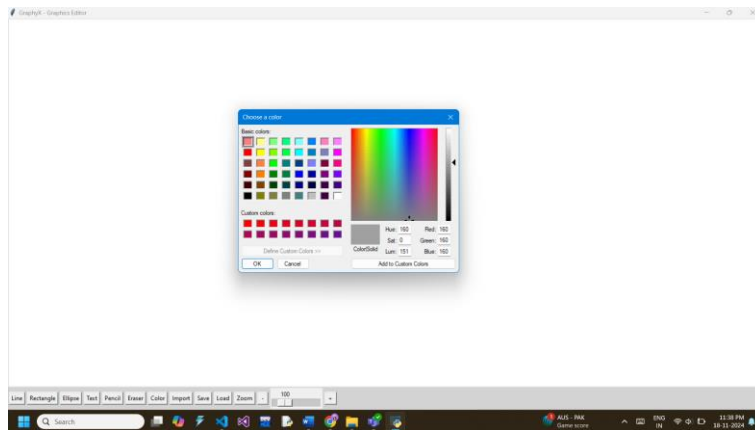 GraphyX - Graphics Editor
Choose a color
Basic colors:
Custom colors:
Define Custom Colors >>
OK Cancel
Color|Solid
Hue: 160 Red: 160
Sat: 0 Green: 160
Lum: 151 Blue: 160
Add to Custom Colors
Line Rectangle Ellipse Text Pencil Eraser Color Import Save Load Zoom - 100 +
Search
AUS - PAK
Game score
ENG
IN
11:38 PM
18-11-2024